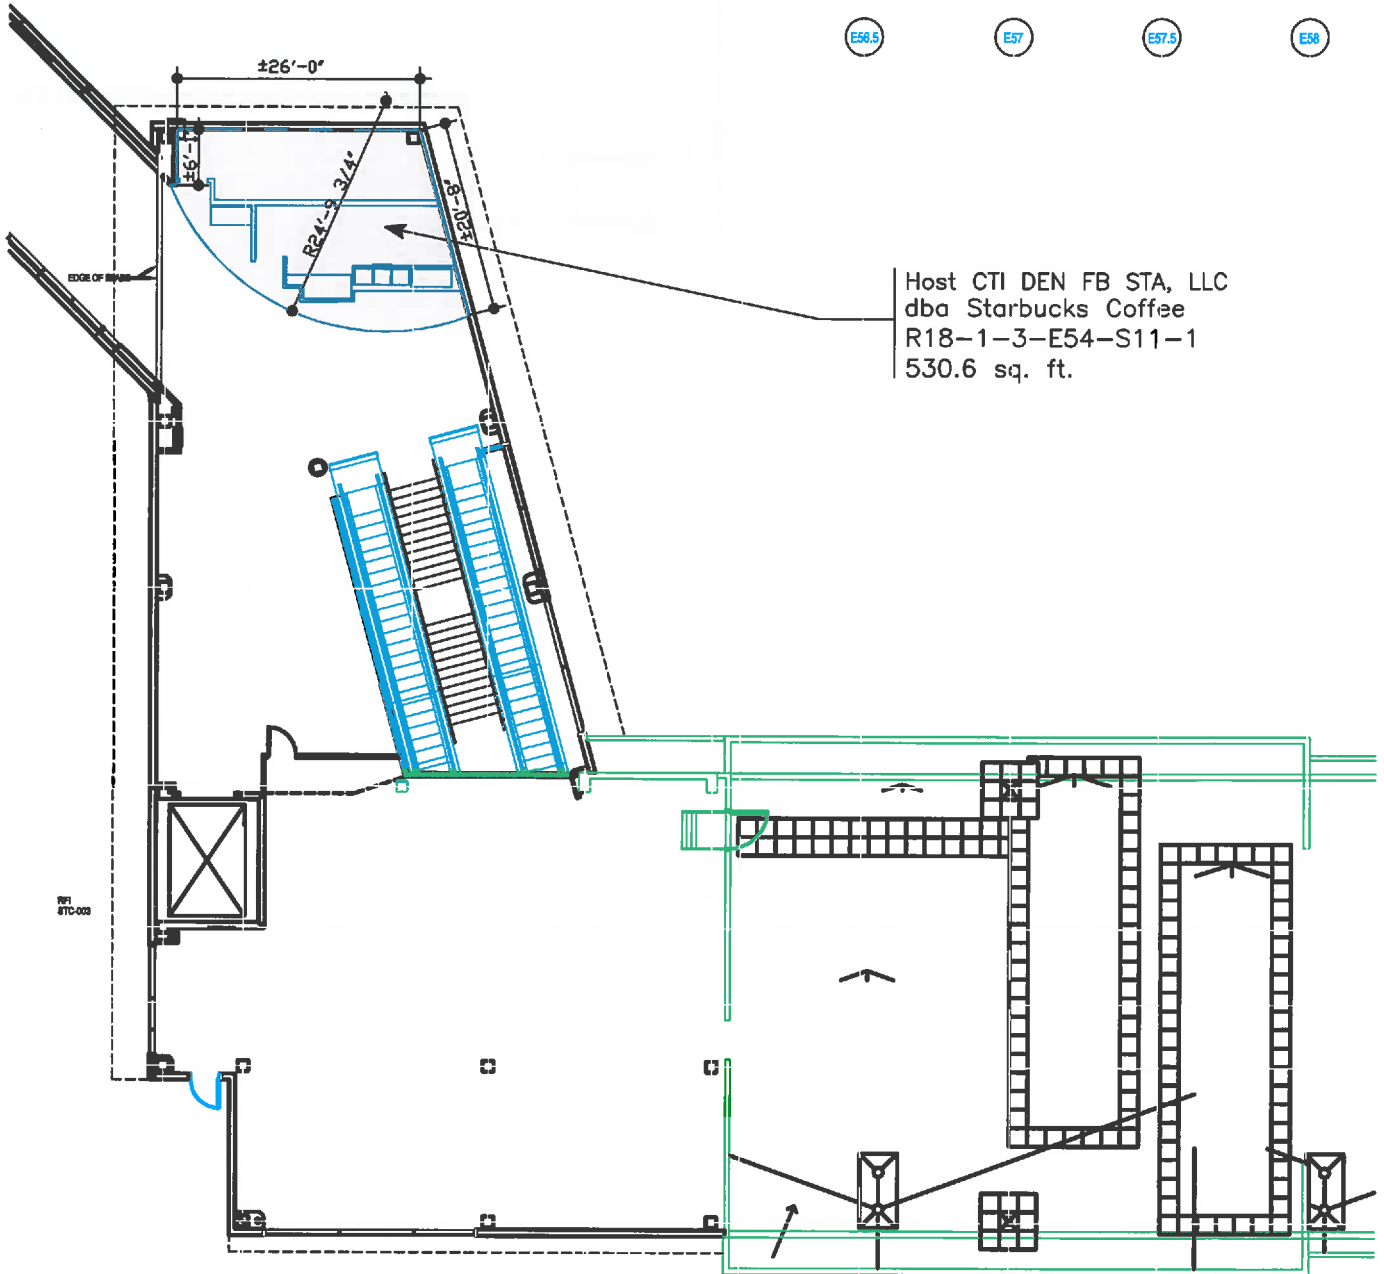 E56.5
E57
E57.5
E58
±26'-0"
±6'-1"
R24'-9 3/4"
±20'-8"
EDGE OF
Host CTI DEN FB STA, LLC
dba Starbucks Coffee
R18-1-3-E54-S11-1
530.6 sq. ft.
RFI
STC-003